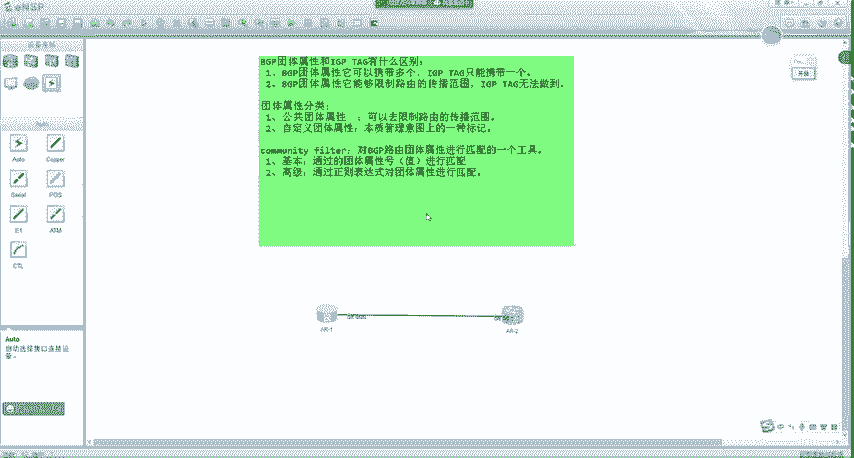 eNSP
BGP团体属性和IGP TAG有什么区别:
1、BGP团体属性它可以携带多个，IGP TAG只能携带一个。
2、BGP团体属性它能够限制路由的传播范围，IGP TAG无法做到.
团体属性分类:
1、公共团体属性 ：可以去限制路由的传播范围。
2、自定义团体属性：本质管理意图上的一种标记。
community filter：对BGP路由团体属性进行匹配的一个工具。
1、基本：通过的团体属性号（值）进行匹配
2、高级：通过正则表达式对团体属性进行匹配。
Auto
Copper
Serial
POS
E1
ATM
CTL
AR-1
AR-2
Auto
自动选择接口连接设
备。